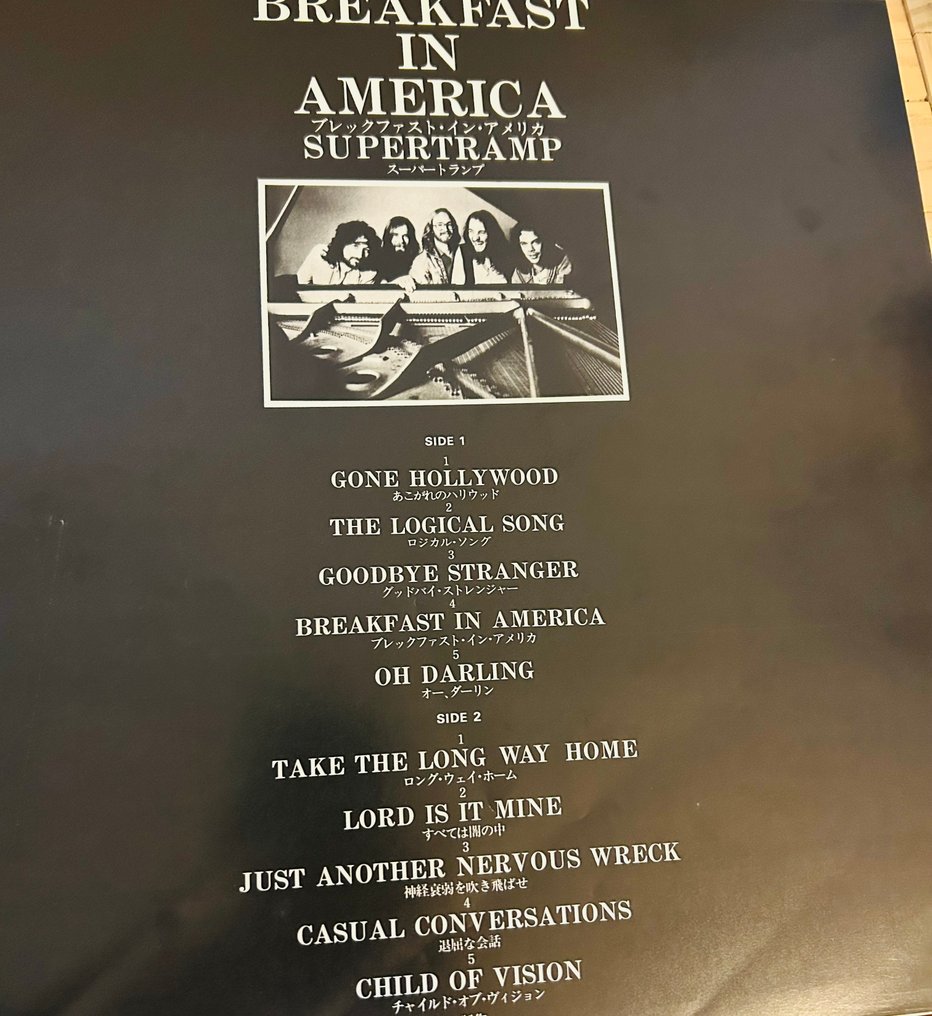 BREAKFAST
IN
AMERICA
ブレックファスト・イン・アメリカ
SUPERTRAMP
スーパートランプ
SIDE 1
1
GONE HOLLYWOOD
あこがれのハリウッド
2
THE LOGICAL SONG
ロジカル・ソング
3
GOODBYE STRANGER
グッドバイ・ストレンジャー
4
BREAKFAST IN AMERICA
ブレックファスト・イン・アメリカ
5
OH DARLING
オー、ダーリン
SIDE 2
1
TAKE THE LONG WAY HOME
ロング・ウェイ・ホーム
2
LORD IS IT MINE
すべては闇の中
3
JUST ANOTHER NERVOUS WRECK
神経衰弱を吹き飛ばせ
4
CASUAL CONVERSATIONS
退屈な会話
5
CHILD OF VISION
チャイルド・オブ・ヴィジョン